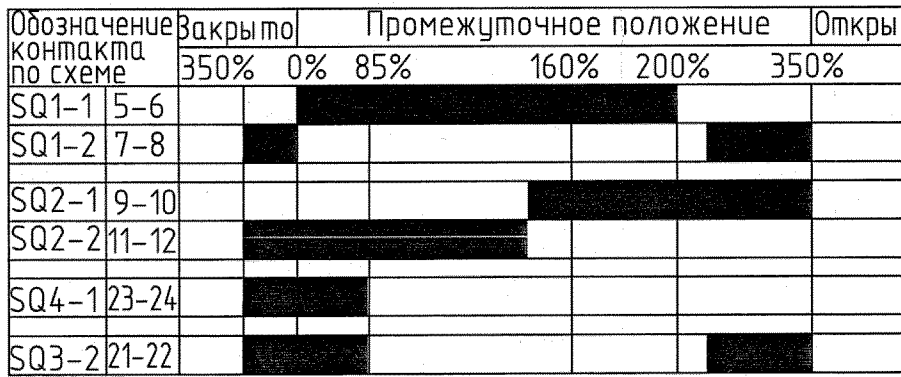 Обозначение контакта по схеме Закрыто Промежуточное положение Откры
350% 0% 85% 160% 200% 350%
SQ1-1 5-6
SQ1-2 7-8
SQ2-1 9-10
SQ2-2 11-12
SQ4-1 23-24
SQ3-2 21-22